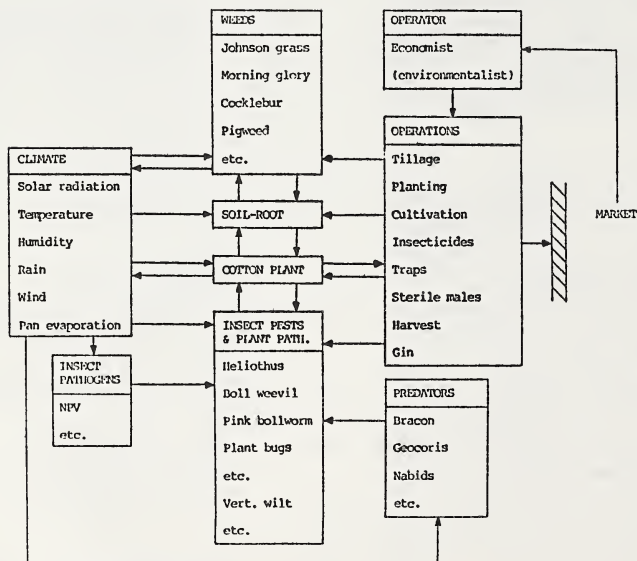 WEEDS
Johnson grass
Morning glory
Cocklebur
Pigweed
etc.
OPERATOR
Economist
(environmentalist)
CLIMATE
Solar radiation
Temperature
Humidity
Rain
Wind
Pan evaporation
SOIL-ROOT
COTTON PLANT
OPERATIONS
Tillage
Planting
Cultivation
Insecticides
Traps
Sterile males
Harvest
Gin
MARKET
INSECT PESTS
& PLANT PATH.
Heliothus
Boll weevil
Pink bollworm
Plant bugs
etc.
Vert. wilt
etc.
INSECT
PATHOGENS
NPV
etc.
PREDATORS
Bracon
Geocoris
Nabids
etc.